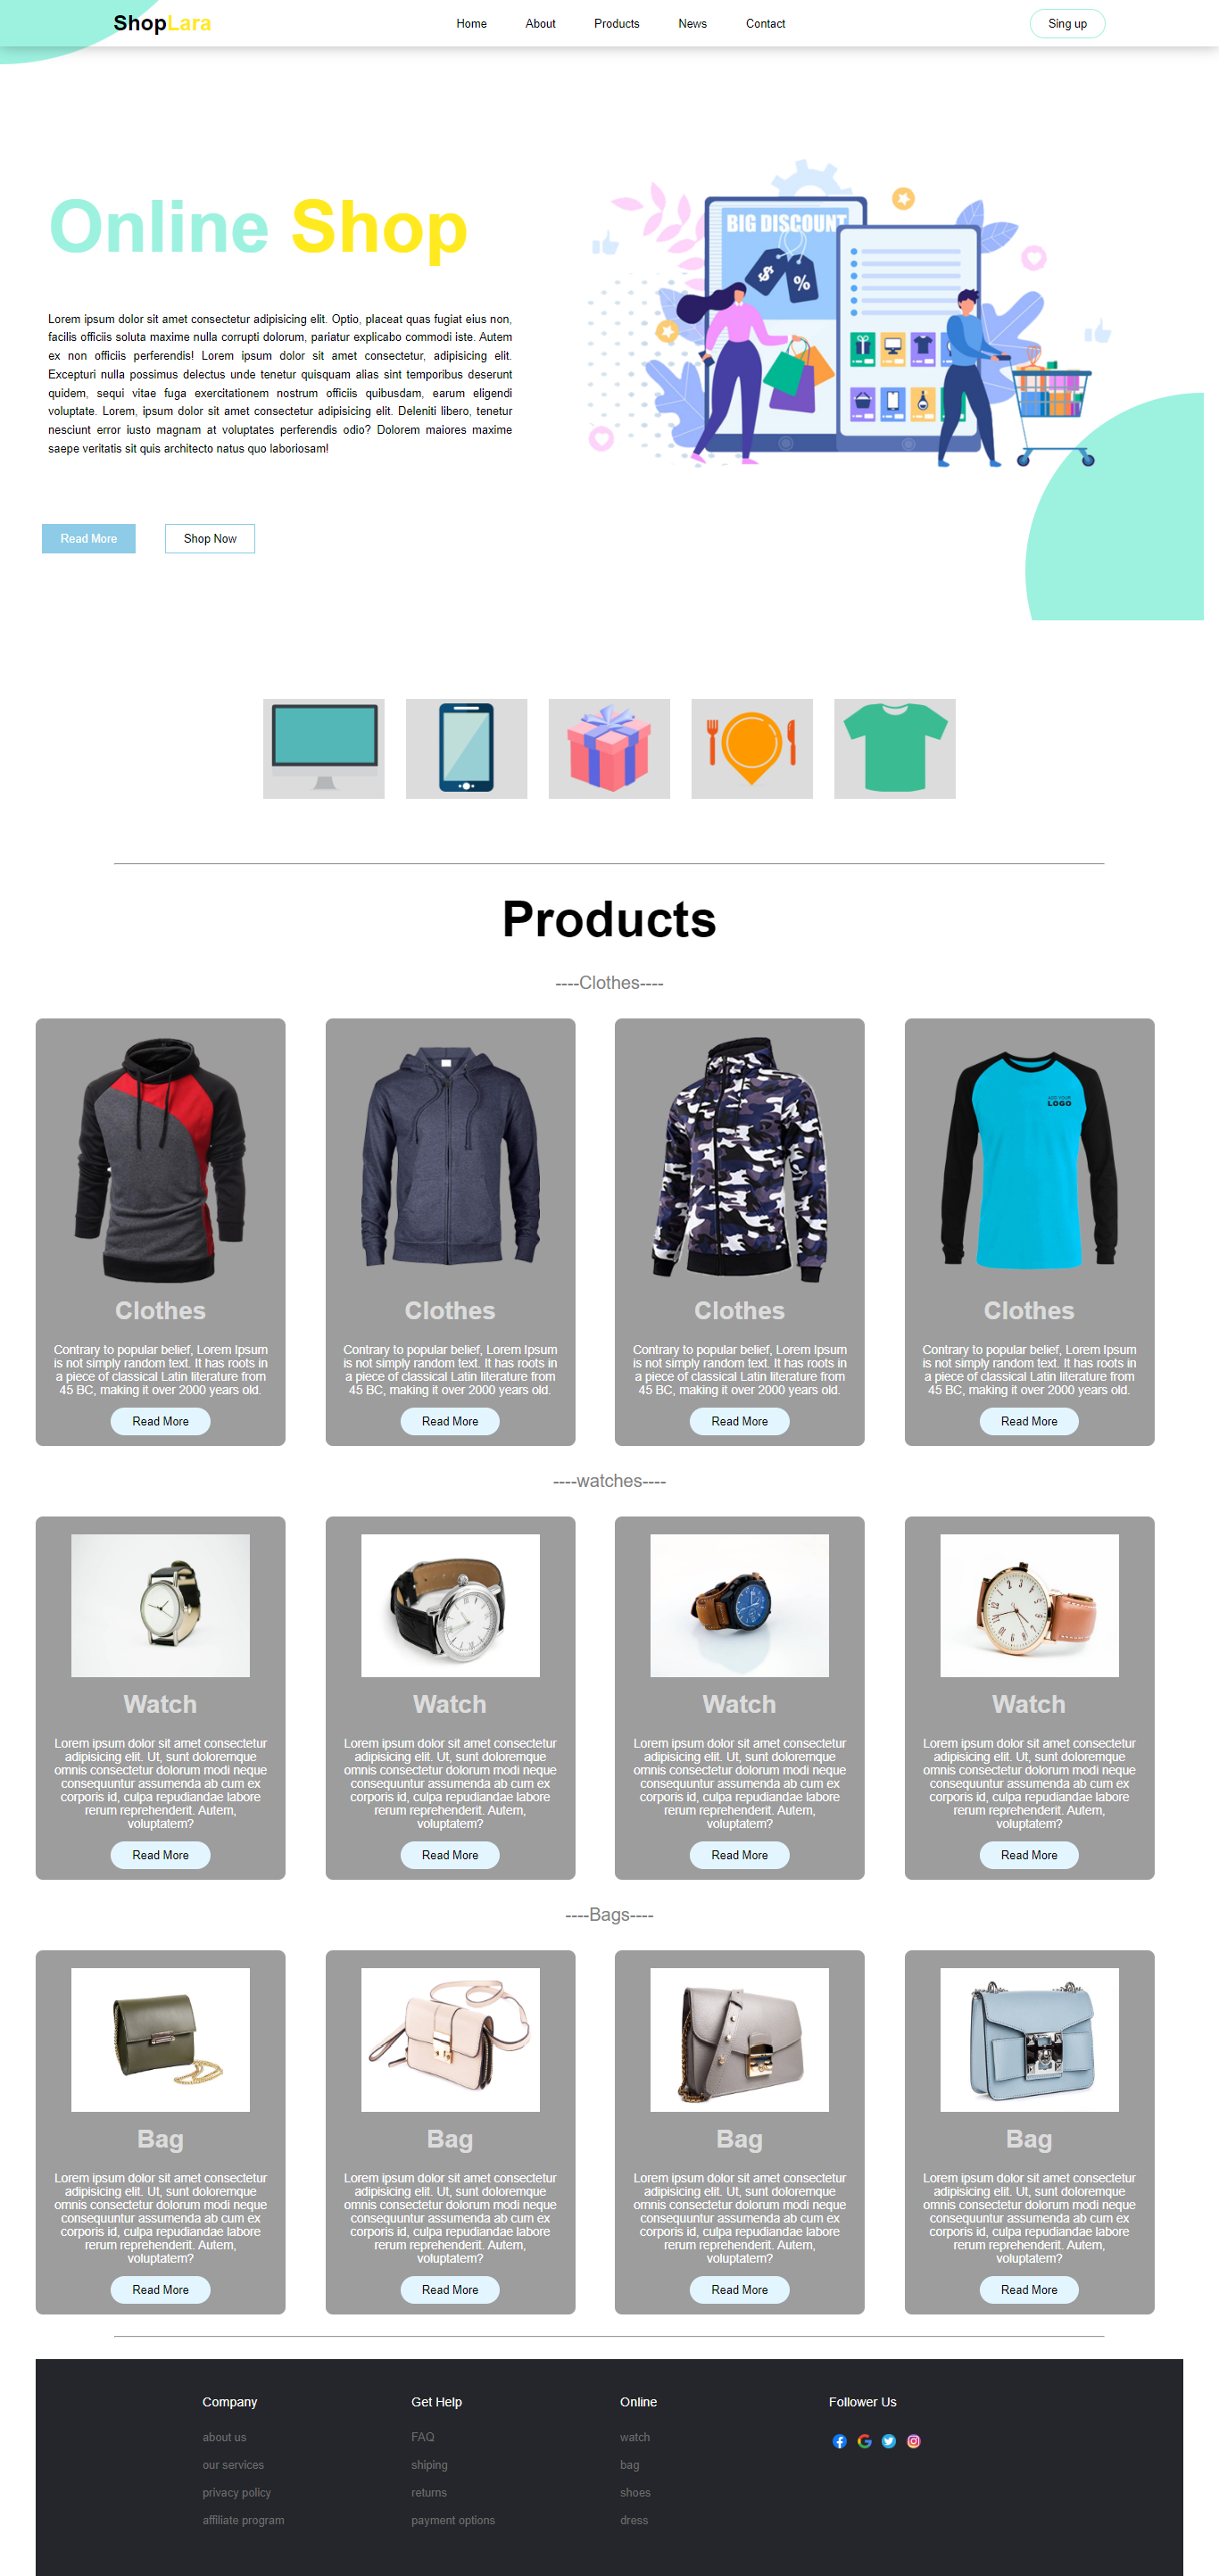 ShopLara
Home About Products News Contact
Sing up
Online Shop
Lorem ipsum dolor sit amet consectetur adipisicing elit. Optio, placeat quas fugiat eius non,
facilis officiis soluta maxime nulla corrupti dolorum, pariatur explicabo commodi iste. Autem
ex non officiis perferendis! Lorem ipsum dolor sit amet consectetur, adipisicing elit.
Excepturi nulla possimus delectus unde tenetur quisquam alias sint temporibus deserunt
quidem, sequi vitae fuga exercitationem nostrum officiis quibusdam, earum eligendi
voluptate. Lorem, ipsum dolor sit amet consectetur adipisicing elit. Deleniti libero, tenetur
nesciunt error iusto magnam at voluptates perferendis odio? Dolorem maiores maxime
saepe veritatis sit quis architecto natus quo laboriosam!
BIG DISCOUNT
$ %
Read More
Shop Now
Products
----Clothes----
ADD YOUR
LOGO
Clothes
Contrary to popular belief, Lorem Ipsum
is not simply random text. It has roots in
a piece of classical Latin literature from
45 BC, making it over 2000 years old.
Read More
Clothes
Contrary to popular belief, Lorem Ipsum
is not simply random text. It has roots in
a piece of classical Latin literature from
45 BC, making it over 2000 years old.
Read More
Clothes
Contrary to popular belief, Lorem Ipsum
is not simply random text. It has roots in
a piece of classical Latin literature from
45 BC, making it over 2000 years old.
Read More
Clothes
Contrary to popular belief, Lorem Ipsum
is not simply random text. It has roots in
a piece of classical Latin literature from
45 BC, making it over 2000 years old.
Read More
----watches----
Watch
Lorem ipsum dolor sit amet consectetur
adipisicing elit. Ut, sunt doloremque
omnis consectetur dolorum modi neque
consequuntur assumenda ab cum ex
corporis id, culpa repudiandae labore
rerum reprehenderit. Autem,
voluptatem?
Read More
Watch
Lorem ipsum dolor sit amet consectetur
adipisicing elit. Ut, sunt doloremque
omnis consectetur dolorum modi neque
consequuntur assumenda ab cum ex
corporis id, culpa repudiandae labore
rerum reprehenderit. Autem,
voluptatem?
Read More
Watch
Lorem ipsum dolor sit amet consectetur
adipisicing elit. Ut, sunt doloremque
omnis consectetur dolorum modi neque
consequuntur assumenda ab cum ex
corporis id, culpa repudiandae labore
rerum reprehenderit. Autem,
voluptatem?
Read More
Watch
Lorem ipsum dolor sit amet consectetur
adipisicing elit. Ut, sunt doloremque
omnis consectetur dolorum modi neque
consequuntur assumenda ab cum ex
corporis id, culpa repudiandae labore
rerum reprehenderit. Autem,
voluptatem?
Read More
----Bags----
Bag
Lorem ipsum dolor sit amet consectetur
adipisicing elit. Ut, sunt doloremque
omnis consectetur dolorum modi neque
consequuntur assumenda ab cum ex
corporis id, culpa repudiandae labore
rerum reprehenderit. Autem,
voluptatem?
Read More
Bag
Lorem ipsum dolor sit amet consectetur
adipisicing elit. Ut, sunt doloremque
omnis consectetur dolorum modi neque
consequuntur assumenda ab cum ex
corporis id, culpa repudiandae labore
rerum reprehenderit. Autem,
voluptatem?
Read More
Bag
Lorem ipsum dolor sit amet consectetur
adipisicing elit. Ut, sunt doloremque
omnis consectetur dolorum modi neque
consequuntur assumenda ab cum ex
corporis id, culpa repudiandae labore
rerum reprehenderit. Autem,
voluptatem?
Read More
Bag
Lorem ipsum dolor sit amet consectetur
adipisicing elit. Ut, sunt doloremque
omnis consectetur dolorum modi neque
consequuntur assumenda ab cum ex
corporis id, culpa repudiandae labore
rerum reprehenderit. Autem,
voluptatem?
Read More
Company
about us
our services
privacy policy
affiliate program
Get Help
FAQ
shiping
returns
payment options
Online
watch
bag
shoes
dress
Follower Us